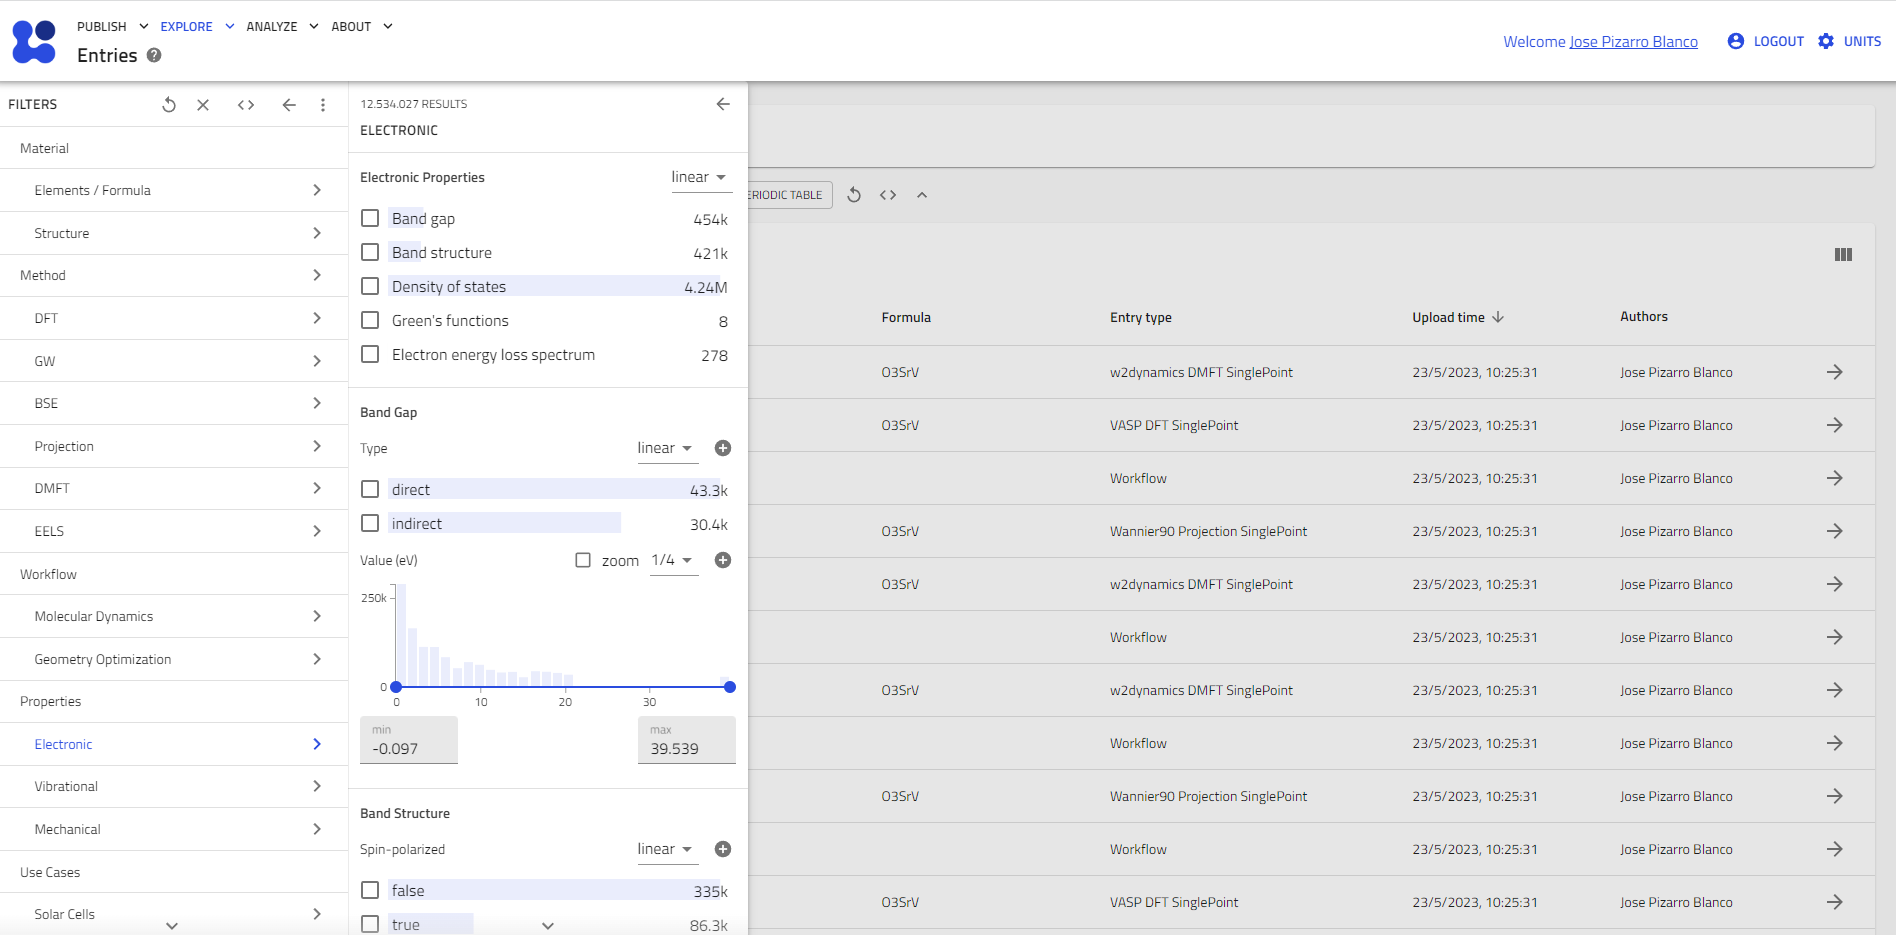 PUBLISH EXPLORE ANALYZE ABOUT
Entries
Welcome Jose Pizarro Blanco LOGOUT UNITS
FILTERS
Material
Elements / Formula
Structure
Method
DFT
GW
BSE
Projection
DMFT
EELS
Workflow
Molecular Dynamics
Geometry Optimization
Properties
Electronic
Vibrational
Mechanical
Use Cases
Solar Cells
12.534.027 RESULTS
ELECTRONIC
Electronic Properties linear
Band gap 454k
Band structure 421k
Density of states 4.24M
Green's functions 8
Electron energy loss spectrum 278
Band Gap
Type linear
direct 43.3k
indirect 30.4k
Value (eV) zoom 1/4
250k
0
0 10 20 30
min max
-0.097 39.539
Band Structure
Spin-polarized linear
false 335k
true 86.3k
ERIODIC TABLE
Formula Entry type Upload time Authors
O3SrV w2dynamics DMFT SinglePoint 23/5/2023, 10:25:31 Jose Pizarro Blanco
O3SrV VASP DFT SinglePoint 23/5/2023, 10:25:31 Jose Pizarro Blanco
Workflow 23/5/2023, 10:25:31 Jose Pizarro Blanco
O3SrV Wannier90 Projection SinglePoint 23/5/2023, 10:25:31 Jose Pizarro Blanco
O3SrV w2dynamics DMFT SinglePoint 23/5/2023, 10:25:31 Jose Pizarro Blanco
Workflow 23/5/2023, 10:25:31 Jose Pizarro Blanco
O3SrV w2dynamics DMFT SinglePoint 23/5/2023, 10:25:31 Jose Pizarro Blanco
Workflow 23/5/2023, 10:25:31 Jose Pizarro Blanco
O3SrV Wannier90 Projection SinglePoint 23/5/2023, 10:25:31 Jose Pizarro Blanco
Workflow 23/5/2023, 10:25:31 Jose Pizarro Blanco
O3SrV VASP DFT SinglePoint 23/5/2023, 10:25:31 Jose Pizarro Blanco